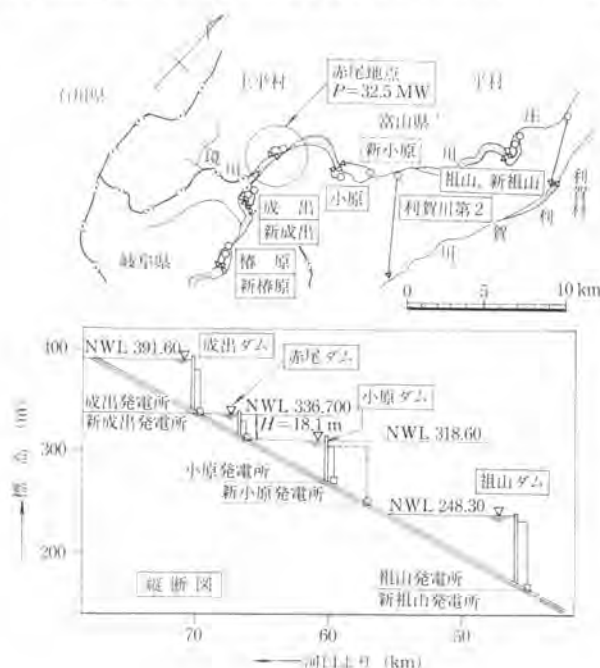 白川県
上平村
赤尾地点
P=32.5 MW
平村
富山県
庄
境
川
新小原
川
小原
祖山、新祖山
利賀村
成出
新成出
利賀川第2
利
賀
川
岐阜県
椿原
新椿原
0 5 10 km
400
NWL 391.60
成出ダム
赤尾ダム
成出発電所
新成出発電所
NWL 336,700
小原ダム
H=18.1 m
NWL 318.60
300
小原発電所
新小原発電所
祖山ダム
NWL 248.30
標高 (m)
200
縦断図
祖山発電所
新祖山発電所
70 60 50
河口より (km)